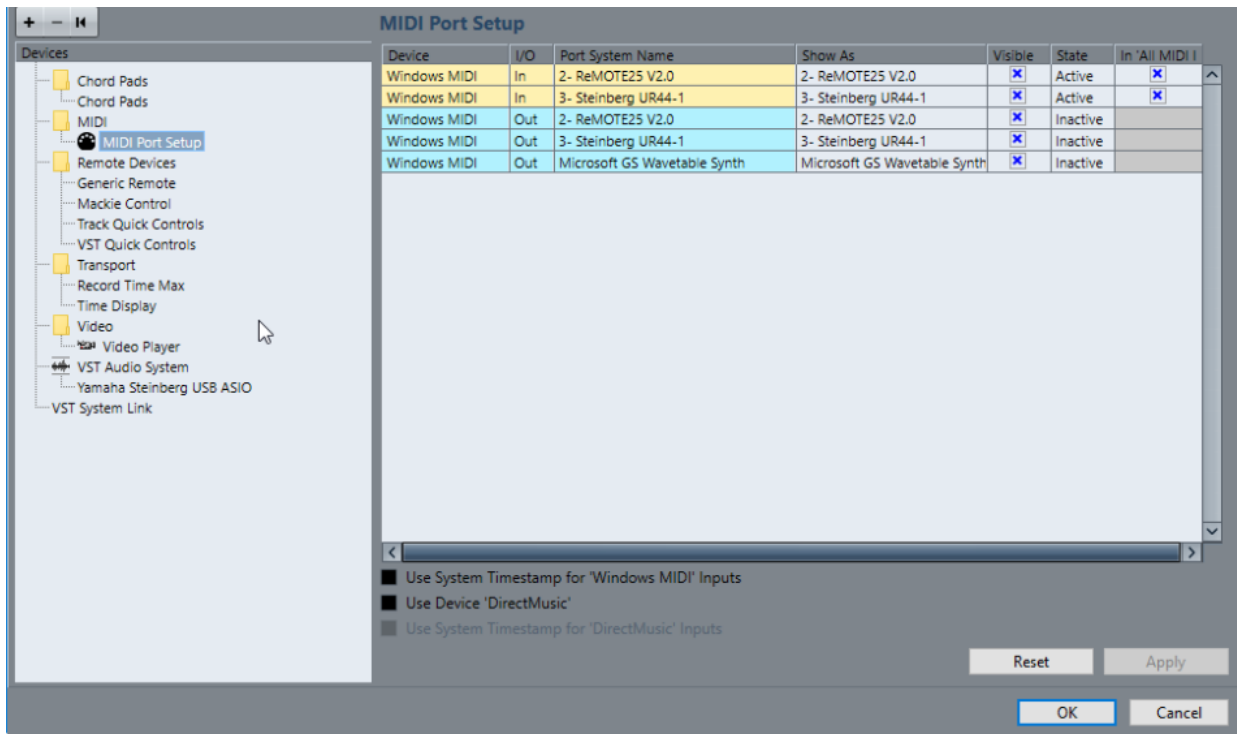 + −
MIDI Port Setup
Devices
Chord Pads
Chord Pads
MIDI
MIDI Port Setup
Remote Devices
Generic Remote
Mackie Control
Track Quick Controls
VST Quick Controls
Transport
Record Time Max
Time Display
Video
Video Player
VST Audio System
Yamaha Steinberg USB ASIO
VST System Link
Device I/O Port System Name Show As Visible State In 'All MIDI I
Windows MIDI In 2- ReMOTE25 V2.0 2- ReMOTE25 V2.0 Active
Windows MIDI In 3- Steinberg UR44-1 3- Steinberg UR44-1 Active
Windows MIDI Out 2- ReMOTE25 V2.0 2- ReMOTE25 V2.0 Inactive
Windows MIDI Out 3- Steinberg UR44-1 3- Steinberg UR44-1 Inactive
Windows MIDI Out Microsoft GS Wavetable Synth Microsoft GS Wavetable Synth Inactive
Use System Timestamp for 'Windows MIDI' Inputs
Use Device 'DirectMusic'
Use System Timestamp for 'DirectMusic' Inputs
Reset Apply
OK Cancel